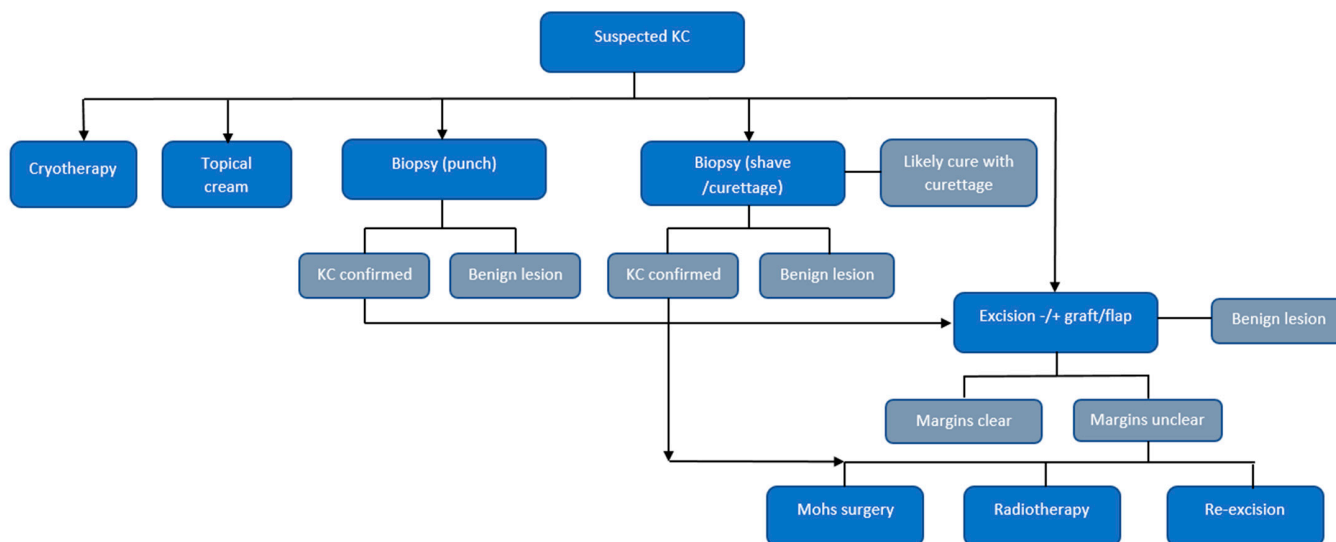 Suspected KC
Cryotherapy
Topical
cream
Biopsy (punch)
Biopsy (shave
/curettage)
Likely cure with
curettage
KC confirmed
Benign lesion
KC confirmed
Benign lesion
Excision -/+ graft/flap
Benign lesion
Margins clear
Margins unclear
Mohs surgery
Radiotherapy
Re-excision